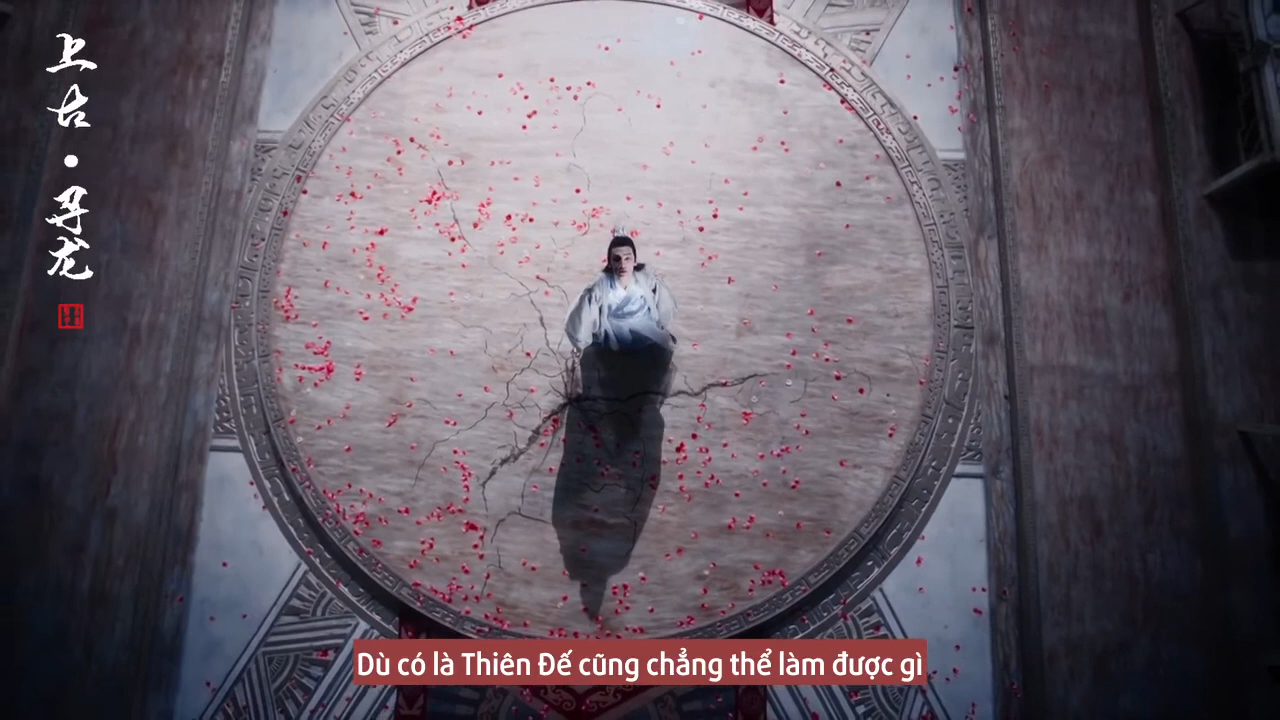 上古·寻龙
Dù có là Thiên Đế cũng chẳng thể làm được gì